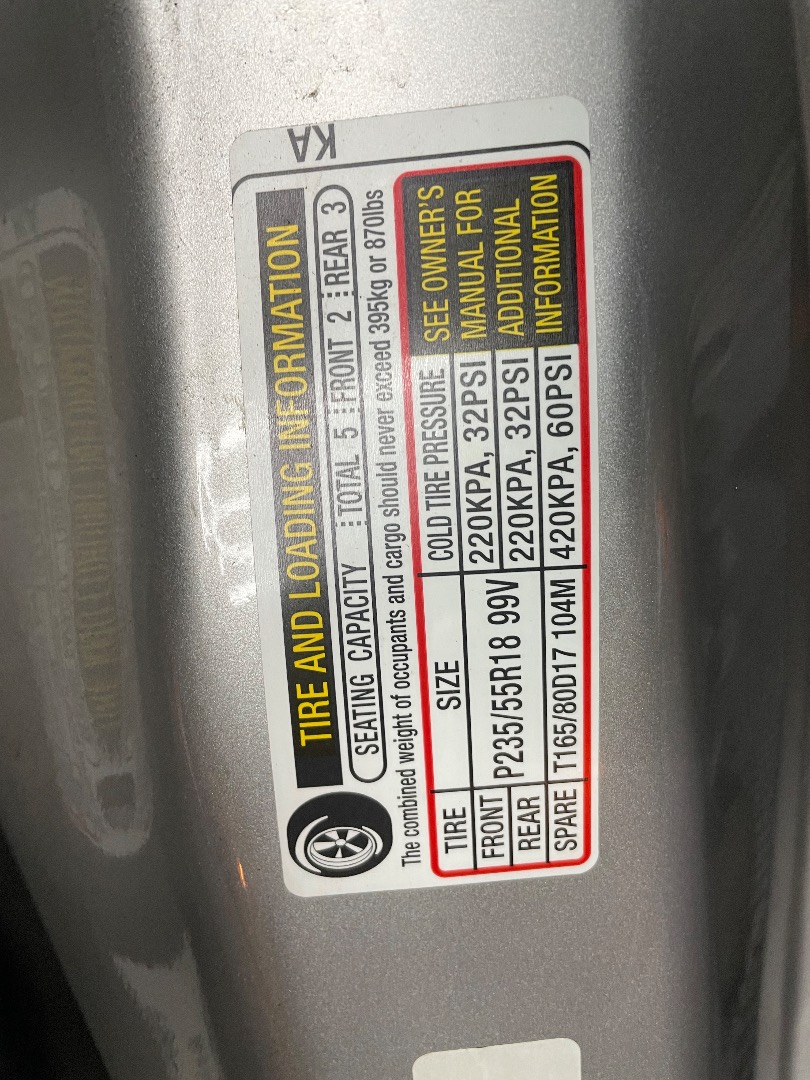 KA
TIRE AND LOADING INFORMATION
SEATING CAPACITY TOTAL 5 FRONT 2 REAR 3
The combined weight of occupants and cargo should never exceed 395kg or 870lbs
TIRE SIZE COLD TIRE PRESSURE
FRONT P235/55R18 99V 220KPA, 32PSI
REAR 220KPA, 32PSI
SPARE T165/80D17 104M 420KPA, 60PSI
SEE OWNER'S
MANUAL FOR
ADDITIONAL
INFORMATION